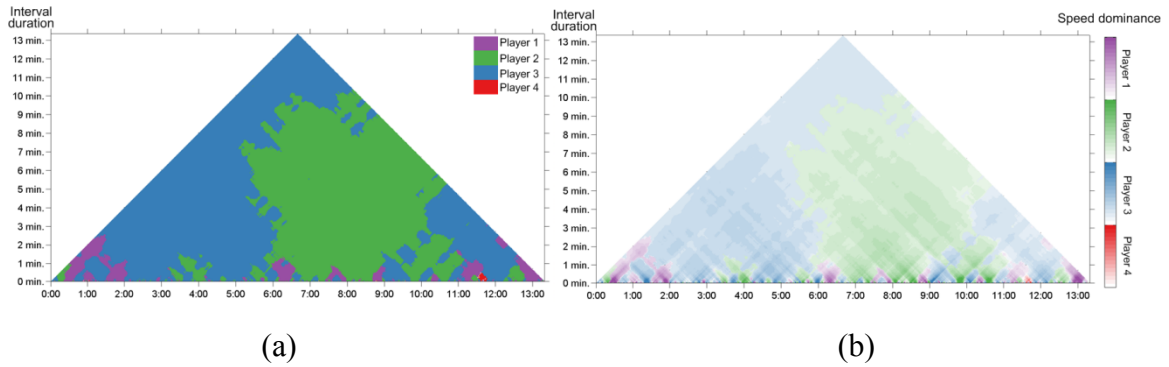 Interval
duration
13 min.
12 min.
11 min.
10 min.
9 min.
8 min.
7 min.
6 min.
5 min.
4 min.
3 min.
2 min.
1 min.
0 min.
0:00 1:00 2:00 3:00 4:00 5:00 6:00 7:00 8:00 9:00 10:00 11:00 12:00 13:00
Player 1
Player 2
Player 3
Player 4
(a)
Interval
duration
13 min.
12 min.
11 min.
10 min.
9 min.
8 min.
7 min.
6 min.
5 min.
4 min.
3 min.
2 min.
1 min.
0 min.
0:00 1:00 2:00 3:00 4:00 5:00 6:00 7:00 8:00 9:00 10:00 11:00 12:00 13:00
Speed dominance
Player 1
Player 2
Player 3
Player 4
(b)